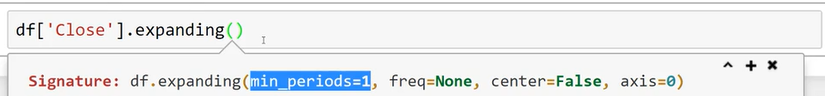 df['Close'].expanding()
Signature: df.expanding(min_periods=1, freq=None, center=False, axis=0)